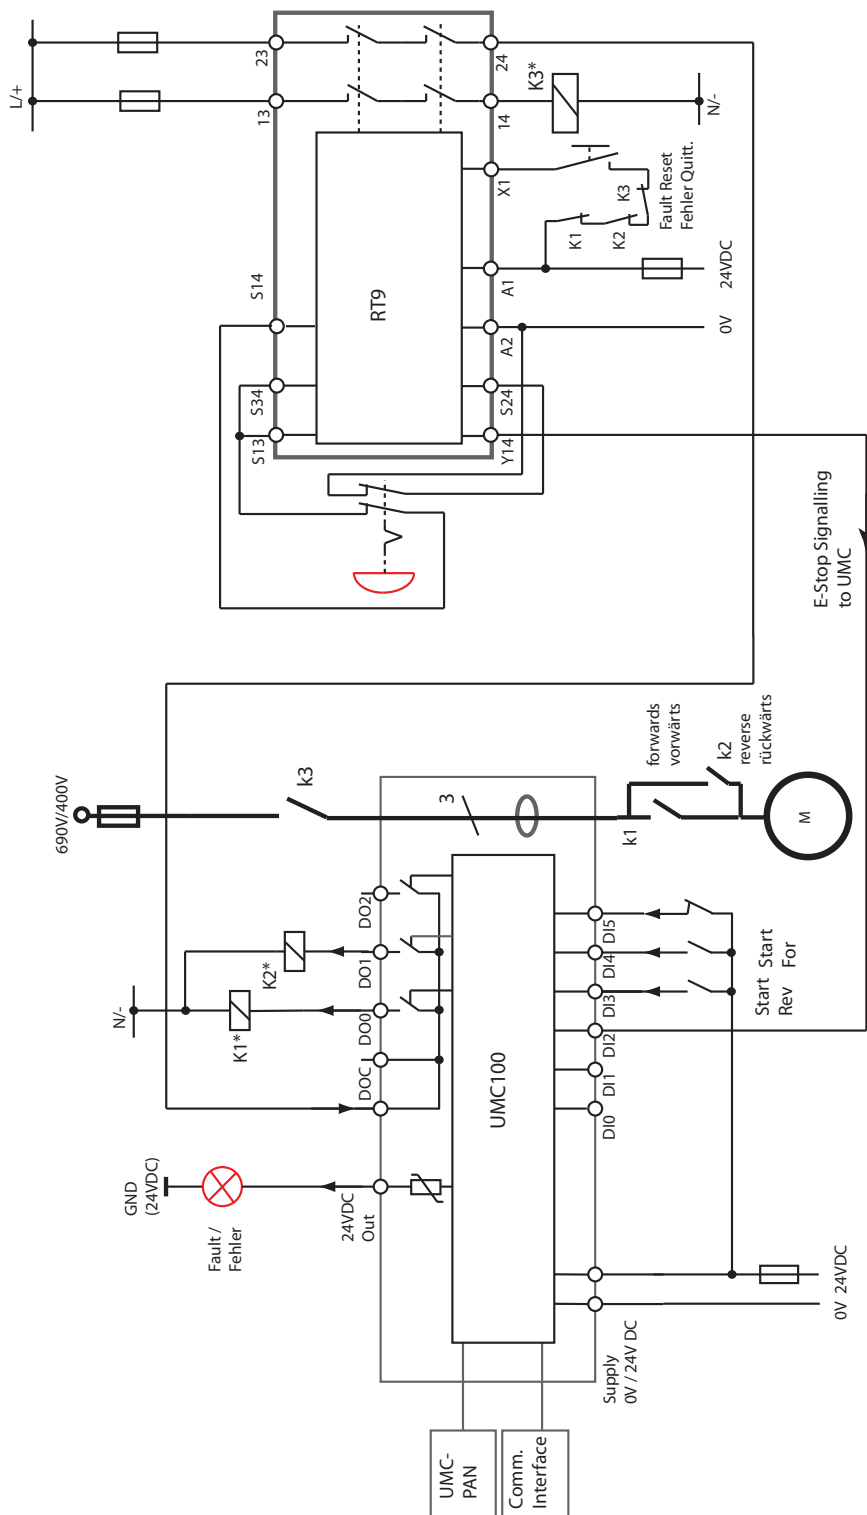 L/+
23
13
24
14
K3*
N/-
X1
K1
K2
K3
Fault Reset
Fehler Quitt.
S14
RT9
A1
24VDC
A2
0V
S34
S13
S24
Y14
E-Stop Signalling
to UMC
690V/400V
k3
3
k1
forwards
vorwärts
k2
reverse
rückwärts
M
N/-
K1*
K2*
DO2
DO1
DO0
DOC
UMC100
DI5
DI4
DI3
DI2
DI1
DI0
Start Start
Rev For
GND
(24VDC)
Fault /
Fehler
24VDC
Out
Supply
0V / 24V DC
0V 24VDC
UMC-
PAN
Comm.
Interface